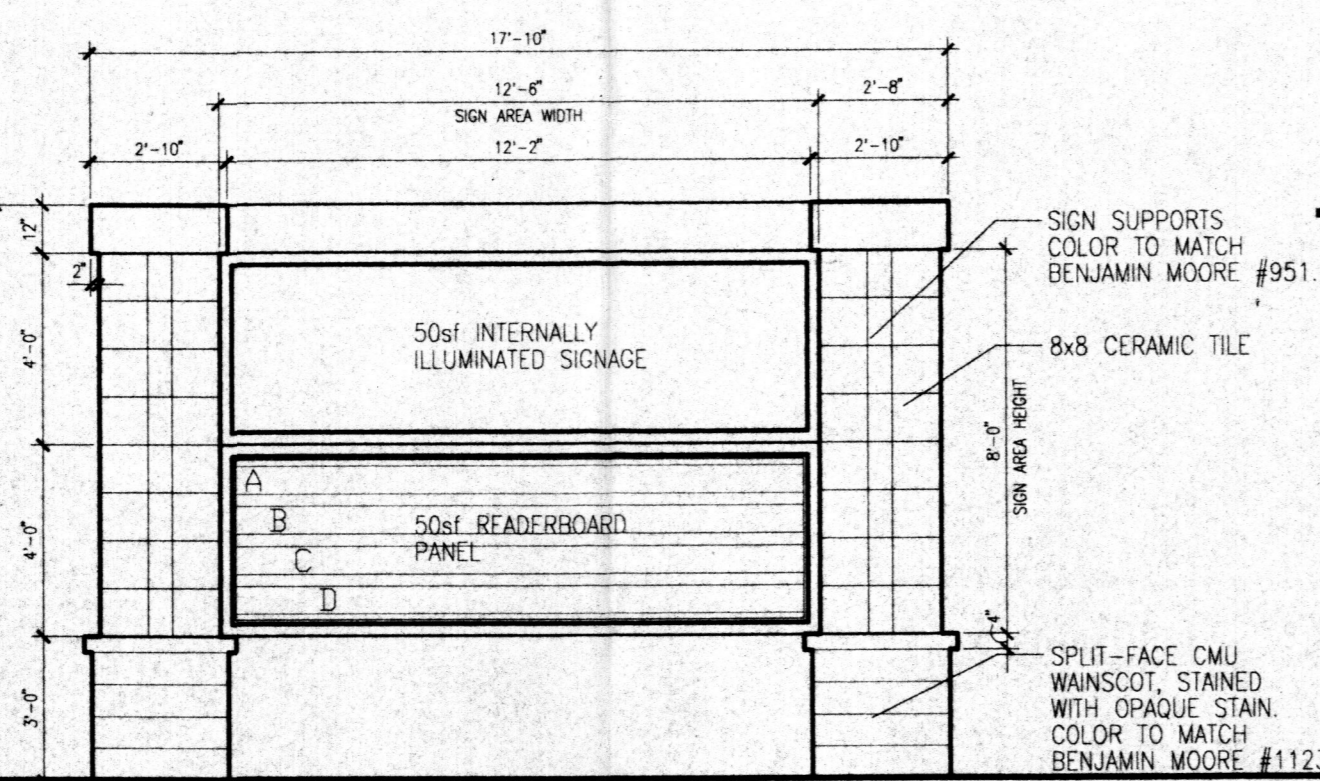 17'-10"
12'-6"
2'-8"
SIGN AREA WIDTH
2'-10"
12'-2"
2'-10"
12"
2"
4'-0"
4'-0"
3'-0"
50sf INTERNALLY
ILLUMINATED SIGNAGE
A
B
C
D
50sf READERBOARD
PANEL
SIGN SUPPORTS
COLOR TO MATCH
BENJAMIN MOORE #951.
8x8 CERAMIC TILE
8'-0"
SIGN AREA HEIGHT
4"
SPLIT-FACE CMU
WAINSCOT, STAINED
WITH OPAQUE STAIN.
COLOR TO MATCH
BENJAMIN MOORE